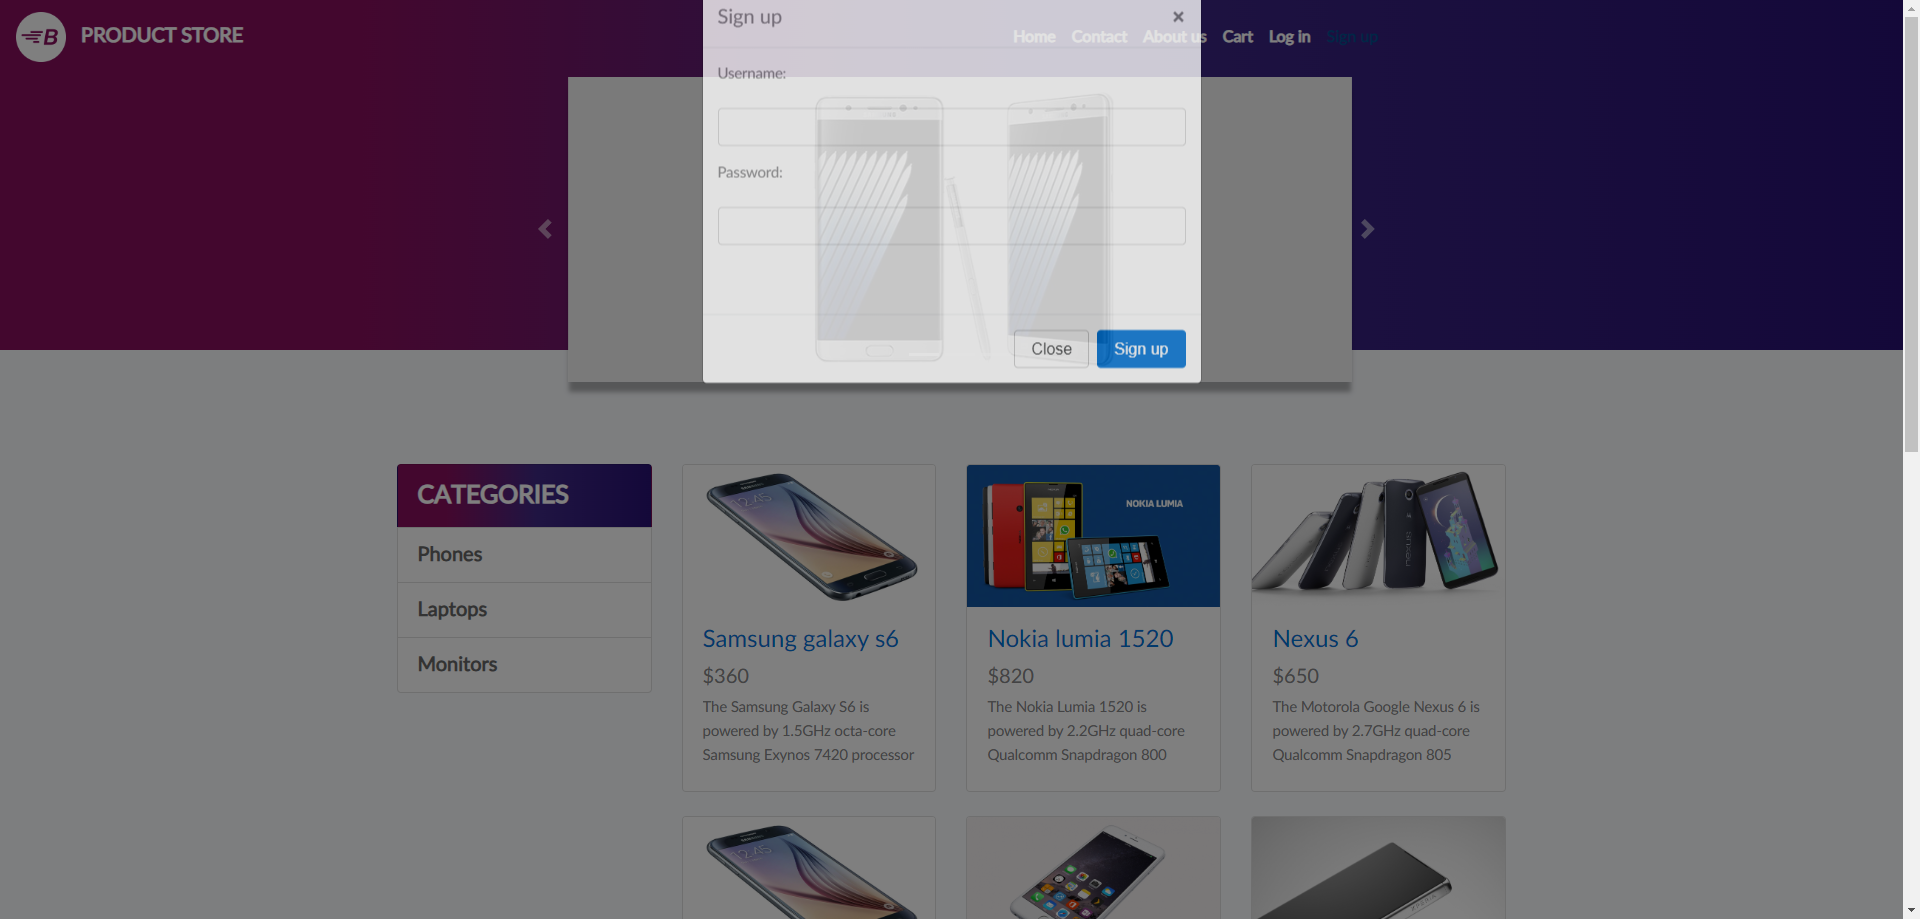 PRODUCT STORE
Home Contact About us Cart Log in Sign up
Sign up ×
Username:
Password:
Close Sign up
CATEGORIES
Phones
Laptops
Monitors
Samsung galaxy s6
$360
The Samsung Galaxy S6 is
powered by 1.5GHz octa-core
Samsung Exynos 7420 processor
NOKIA LUMIA
Nokia lumia 1520
$820
The Nokia Lumia 1520 is
powered by 2.2GHz quad-core
Qualcomm Snapdragon 800
nexus
Nexus 6
$650
The Motorola Google Nexus 6 is
powered by 2.7GHz quad-core
Qualcomm Snapdragon 805